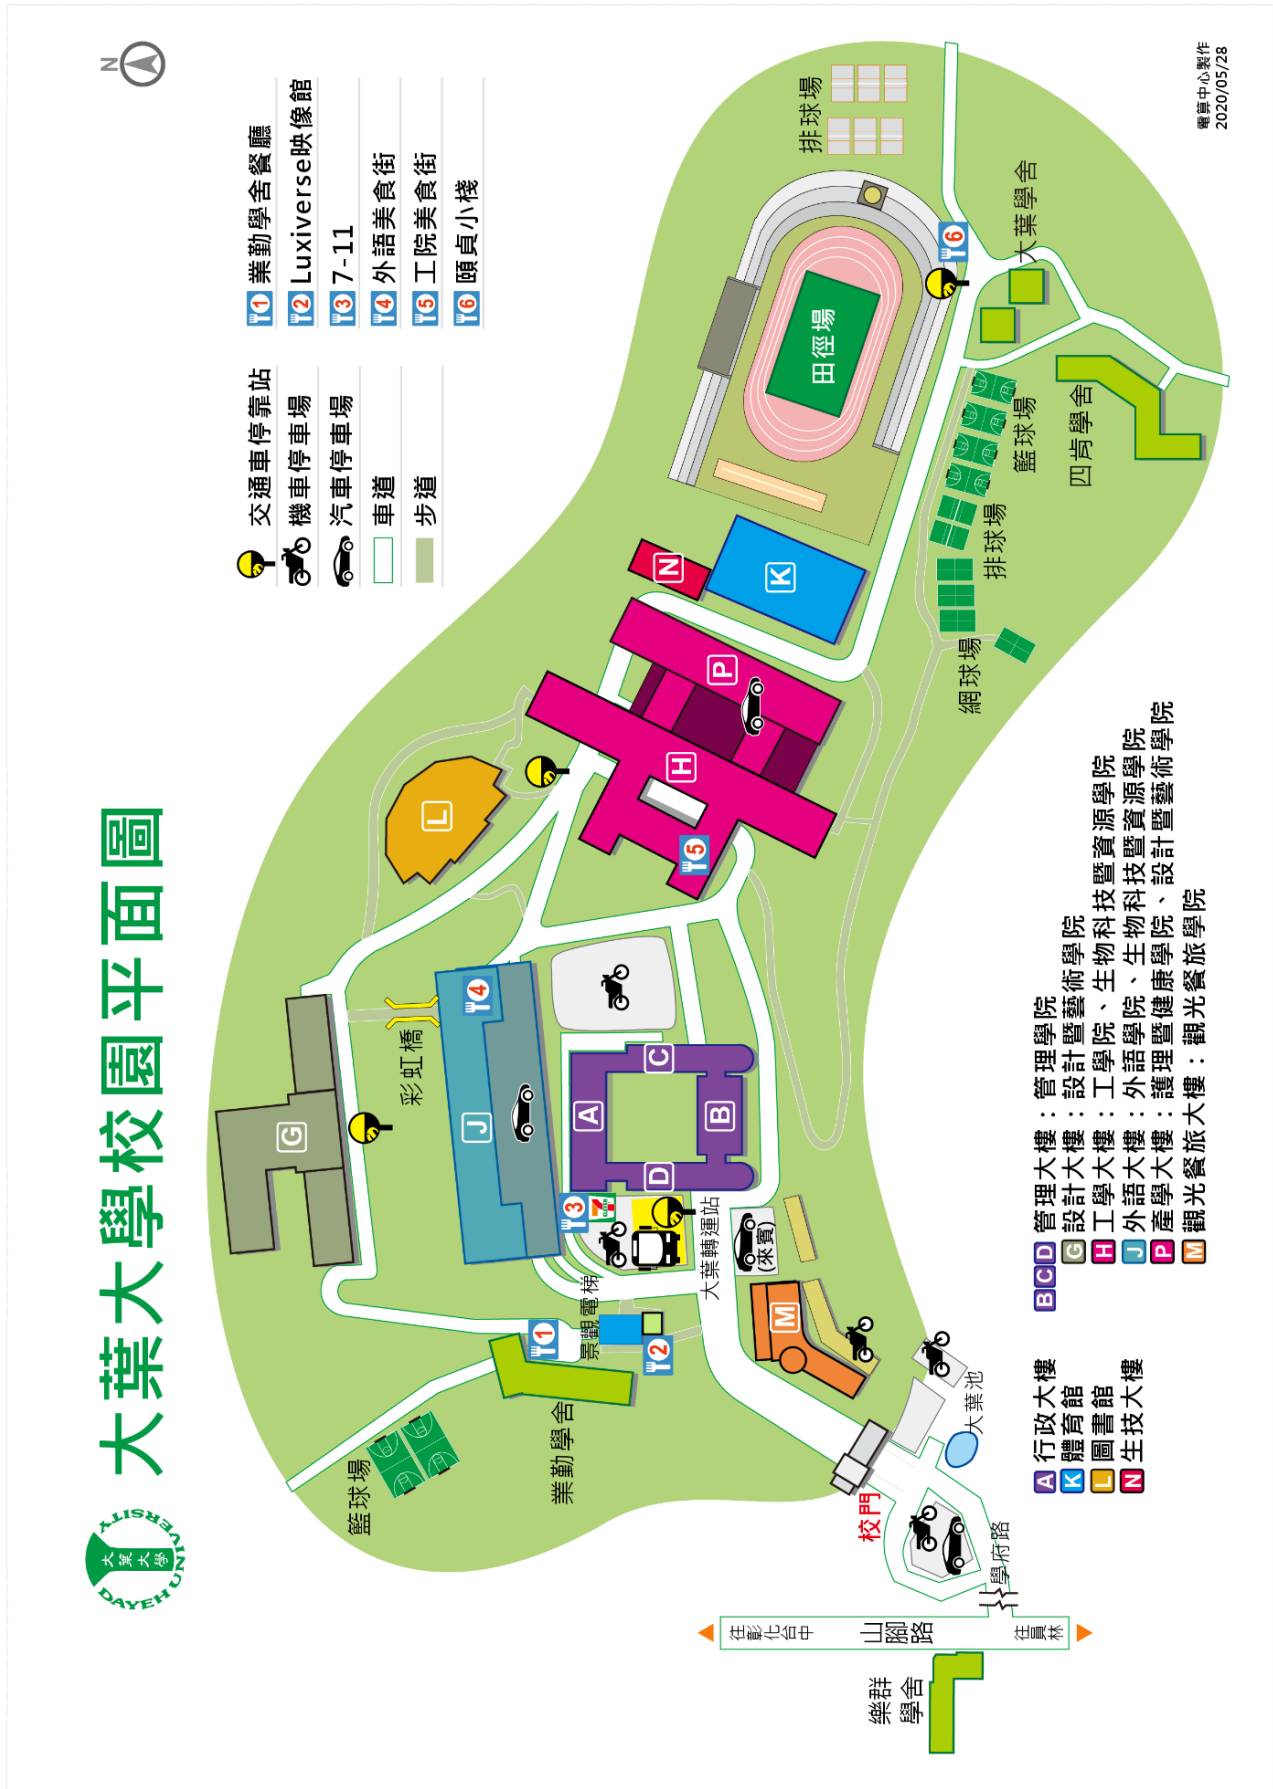 大葉大學校園平面圖
大葉大學
DAYEH UNIVERSITY
N
交通車停靠站
機車停車場
汽車停車場
車道
步道
1 業勤學舍餐廳
2 Luxiverse映像館
3 7-11
4 外語美食街
5 工院美食街
6 頤貞小棧
籃球場
業勤學舍
1
景觀電梯
2
G
彩虹橋
J
4
L
A
B
C
D
3
7
ELEVEN
大葉轉運站
(來賓)
M
H
5
P
N
K
田徑場
排球場
6
大葉學舍
籃球場
四肯學舍
排球場
網球場
大葉池
校門
學府路
往彰化台中
山腳路
往員林
樂群
學舍
A 行政大樓
K 體育館
L 圖書館
N 生技大樓
B C D 管理大樓：管理學院
G 設計大樓：設計暨藝術學院
H 工學大樓：工學院、生物科技暨資源學院
J 外語大樓：外語學院、生物科技暨資源學院
P 產學大樓：護理暨健康學院、設計暨藝術學院
M 觀光餐旅大樓：觀光餐旅學院
電算中心製作
2020/05/28